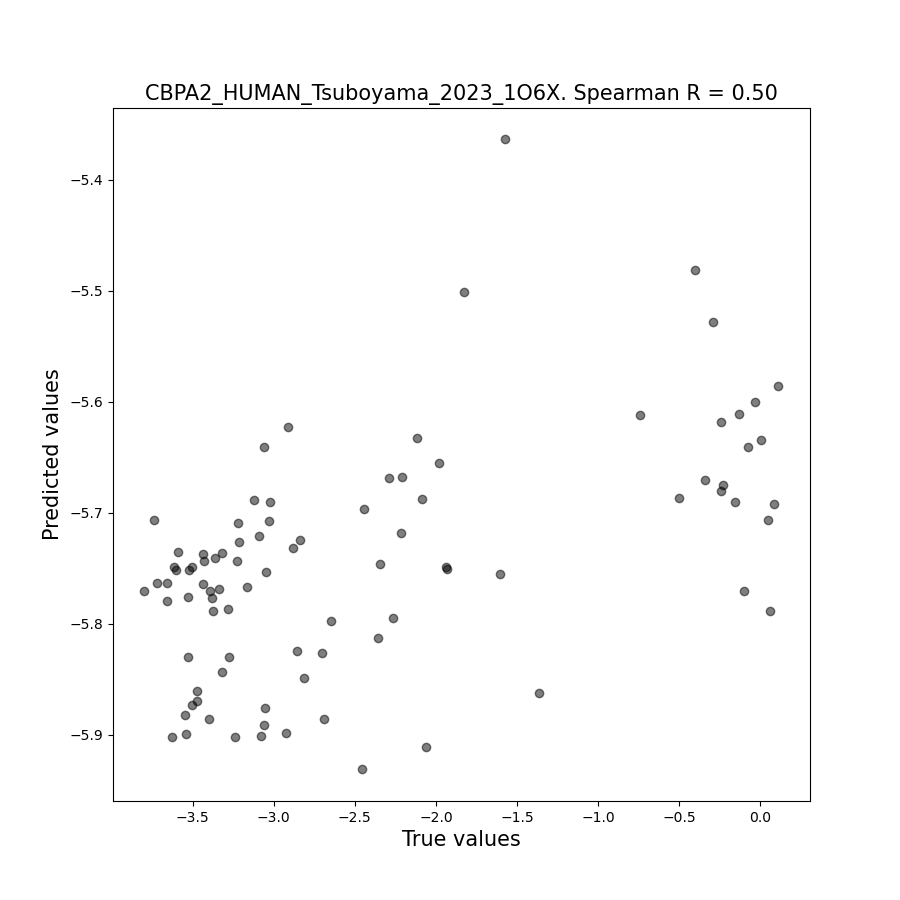 CBPA2_HUMAN_Tsuboyama_2023_1O6X. Spearman R = 0.50
Predicted values
−5.4
−5.5
−5.6
−5.7
−5.8
−5.9
−3.5 −3.0 −2.5 −2.0 −1.5 −1.0 −0.5 0.0
True values